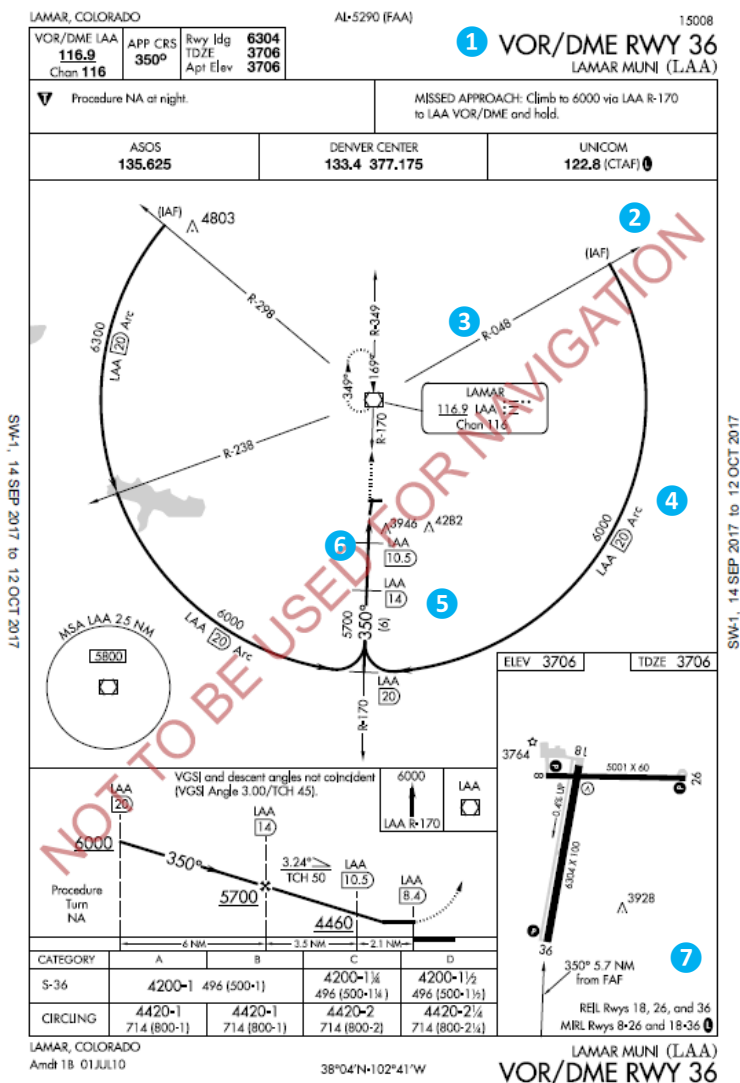 LAMAR, COLORADO
AL-5290 (FAA)
15008
VOR/DME LAA
116.9
Chan 116
APP CRS
350°
Rwy ldg 6304
TDZE 3706
Apt Elev 3706
1
VOR/DME RWY 36
LAMAR MUNI (LAA)
T
Procedure NA at night.
MISSED APPROACH: Climb to 6000 via LAA R-170
to LAA VOR/DME and hold.
ASOS
135.625
DENVER CENTER
133.4 377.175
UNICOM
122.8 (CTAF) L
(IAF)
4803
2
(IAF)
R-298
R-349
3
R-048
6300
LAA 20 Arc
349°
169°
LAMAR
116.9 LAA
Chan 116
R-170
R-238
4
6000
LAA 20 Arc
3946
4282
6
LAA
10.5
LAA
14
5
5700
350°
(6)
6000
LAA 20 Arc
LAA
20
R-170
MSA LAA 25 NM
5800
NOT TO BE USED FOR NAVIGATION
SW-1, 14 SEP 2017 to 12 OCT 2017
SW-1, 14 SEP 2017 to 12 OCT 2017
ELEV 3706
TDZE 3706
3764
18
8
5001 X 60
26
P
P
V
0.4% UP
6304 X 100
3928
P
36
350° 5.7 NM
from FAF
7
REIL Rwys 18, 26, and 36
MIRL Rwys 8-26 and 18-36 L
VGSI and descent angles not coincident
(VGSI Angle 3.00/TCH 45).
6000
LAA R-170
LAA
LAA
20
LAA
14
6000
350°
3.24°
TCH 50
LAA
10.5
LAA
8.4
5700
4460
Procedure
Turn
NA
6 NM
3.5 NM
2.1 NM
CATEGORY A B C D
S-36
4200-1 496 (500-1)
4200-1¼
496 (500-1¼)
4200-1½
496 (500-1½)
CIRCLING
4420-1
714 (800-1)
4420-1
714 (800-1)
4420-2
714 (800-2)
4420-2¼
714 (800-2¼)
LAMAR, COLORADO
Amdt 1B 01JUL10
38°04'N-102°41'W
LAMAR MUNI (LAA)
VOR/DME RWY 36